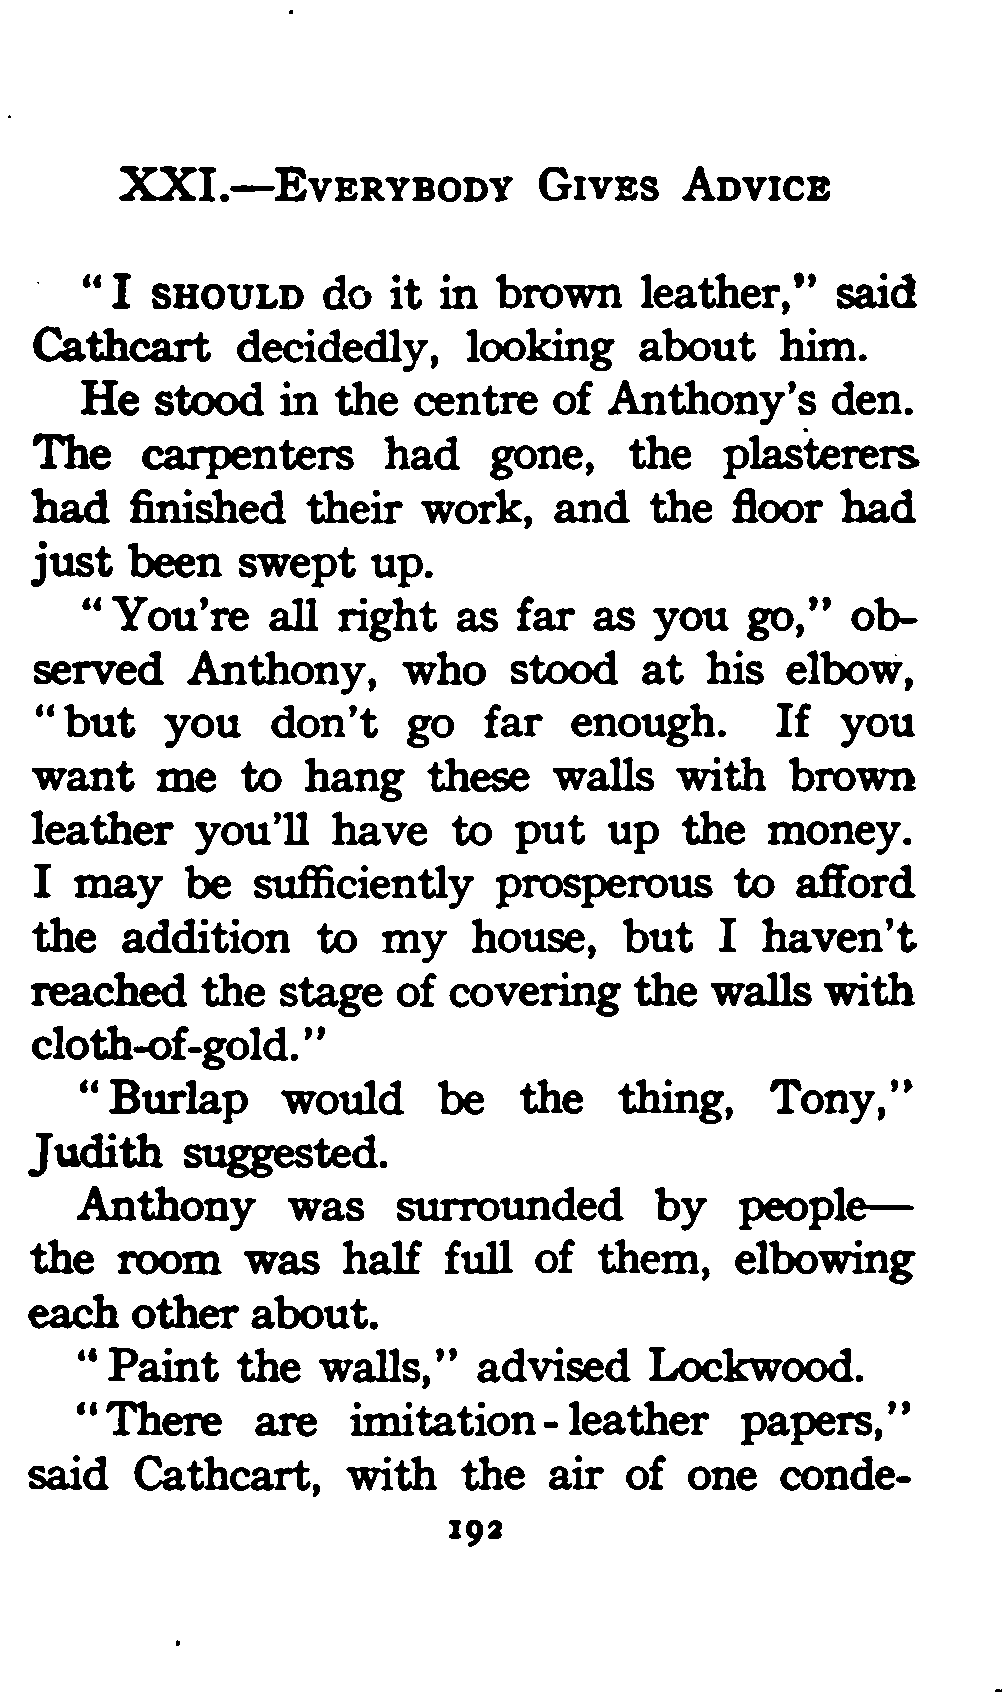 XXI.—Everybody Gives Advice
"I SHOULD do it in brown leather," said
Cathcart decidedly, looking about him.
He stood in the centre of Anthony's den.
The carpenters had gone, the plasterers
had finished their work, and the floor had
just been swept up.
"You're all right as far as you go," ob-
served Anthony, who stood at his elbow,
"but you don't go far enough. If you
want me to hang these walls with brown
leather you'll have to put up the money.
I may be sufficiently prosperous to afford
the addition to my house, but I haven't
reached the stage of covering the walls with
cloth-of-gold."
"Burlap would be the thing, Tony,"
Judith suggested.
Anthony was surrounded by people—
the room was half full of them, elbowing
each other about.
"Paint the walls," advised Lockwood.
"There are imitation-leather papers,"
said Cathcart, with the air of one conde-
192